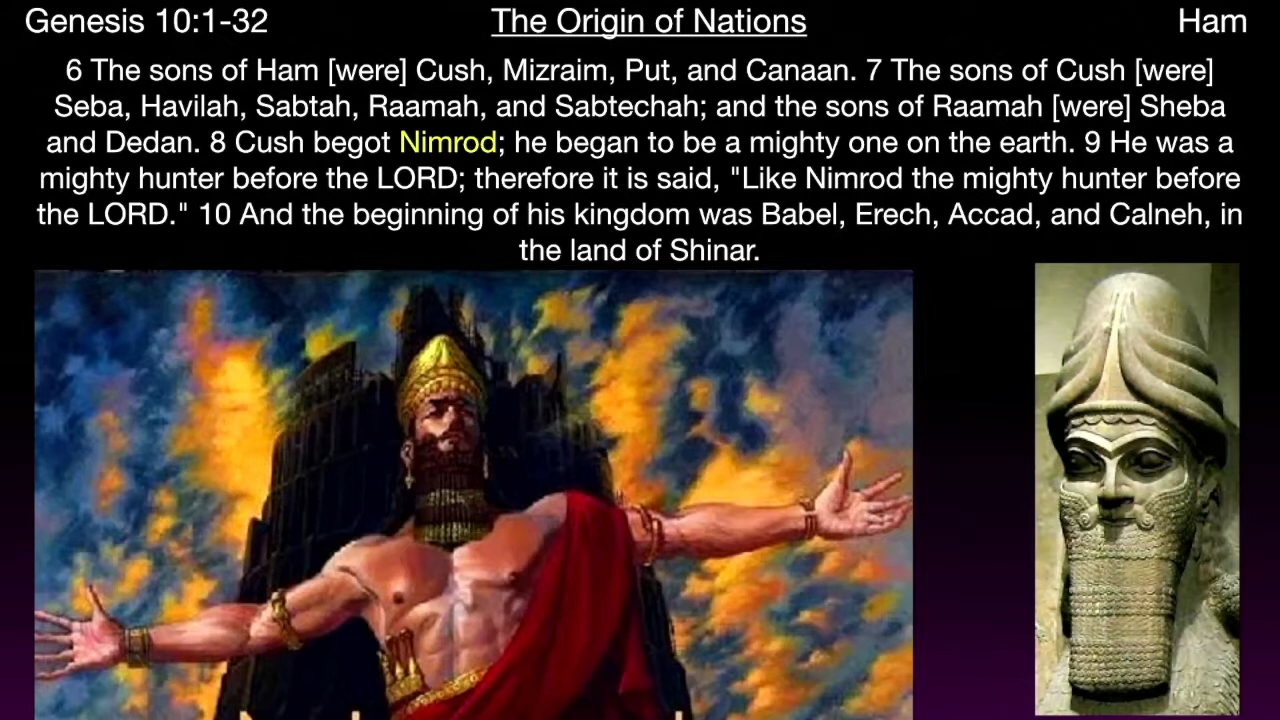 Genesis 10:1-32 The Origin of Nations Ham
6 The sons of Ham [were] Cush, Mizraim, Put, and Canaan. 7 The sons of Cush [were]
Seba, Havilah, Sabtah, Raamah, and Sabtechah; and the sons of Raamah [were] Sheba
and Dedan. 8 Cush begot Nimrod; he began to be a mighty one on the earth. 9 He was a
mighty hunter before the LORD; therefore it is said, "Like Nimrod the mighty hunter before
the LORD." 10 And the beginning of his kingdom was Babel, Erech, Accad, and Calneh, in
the land of Shinar.